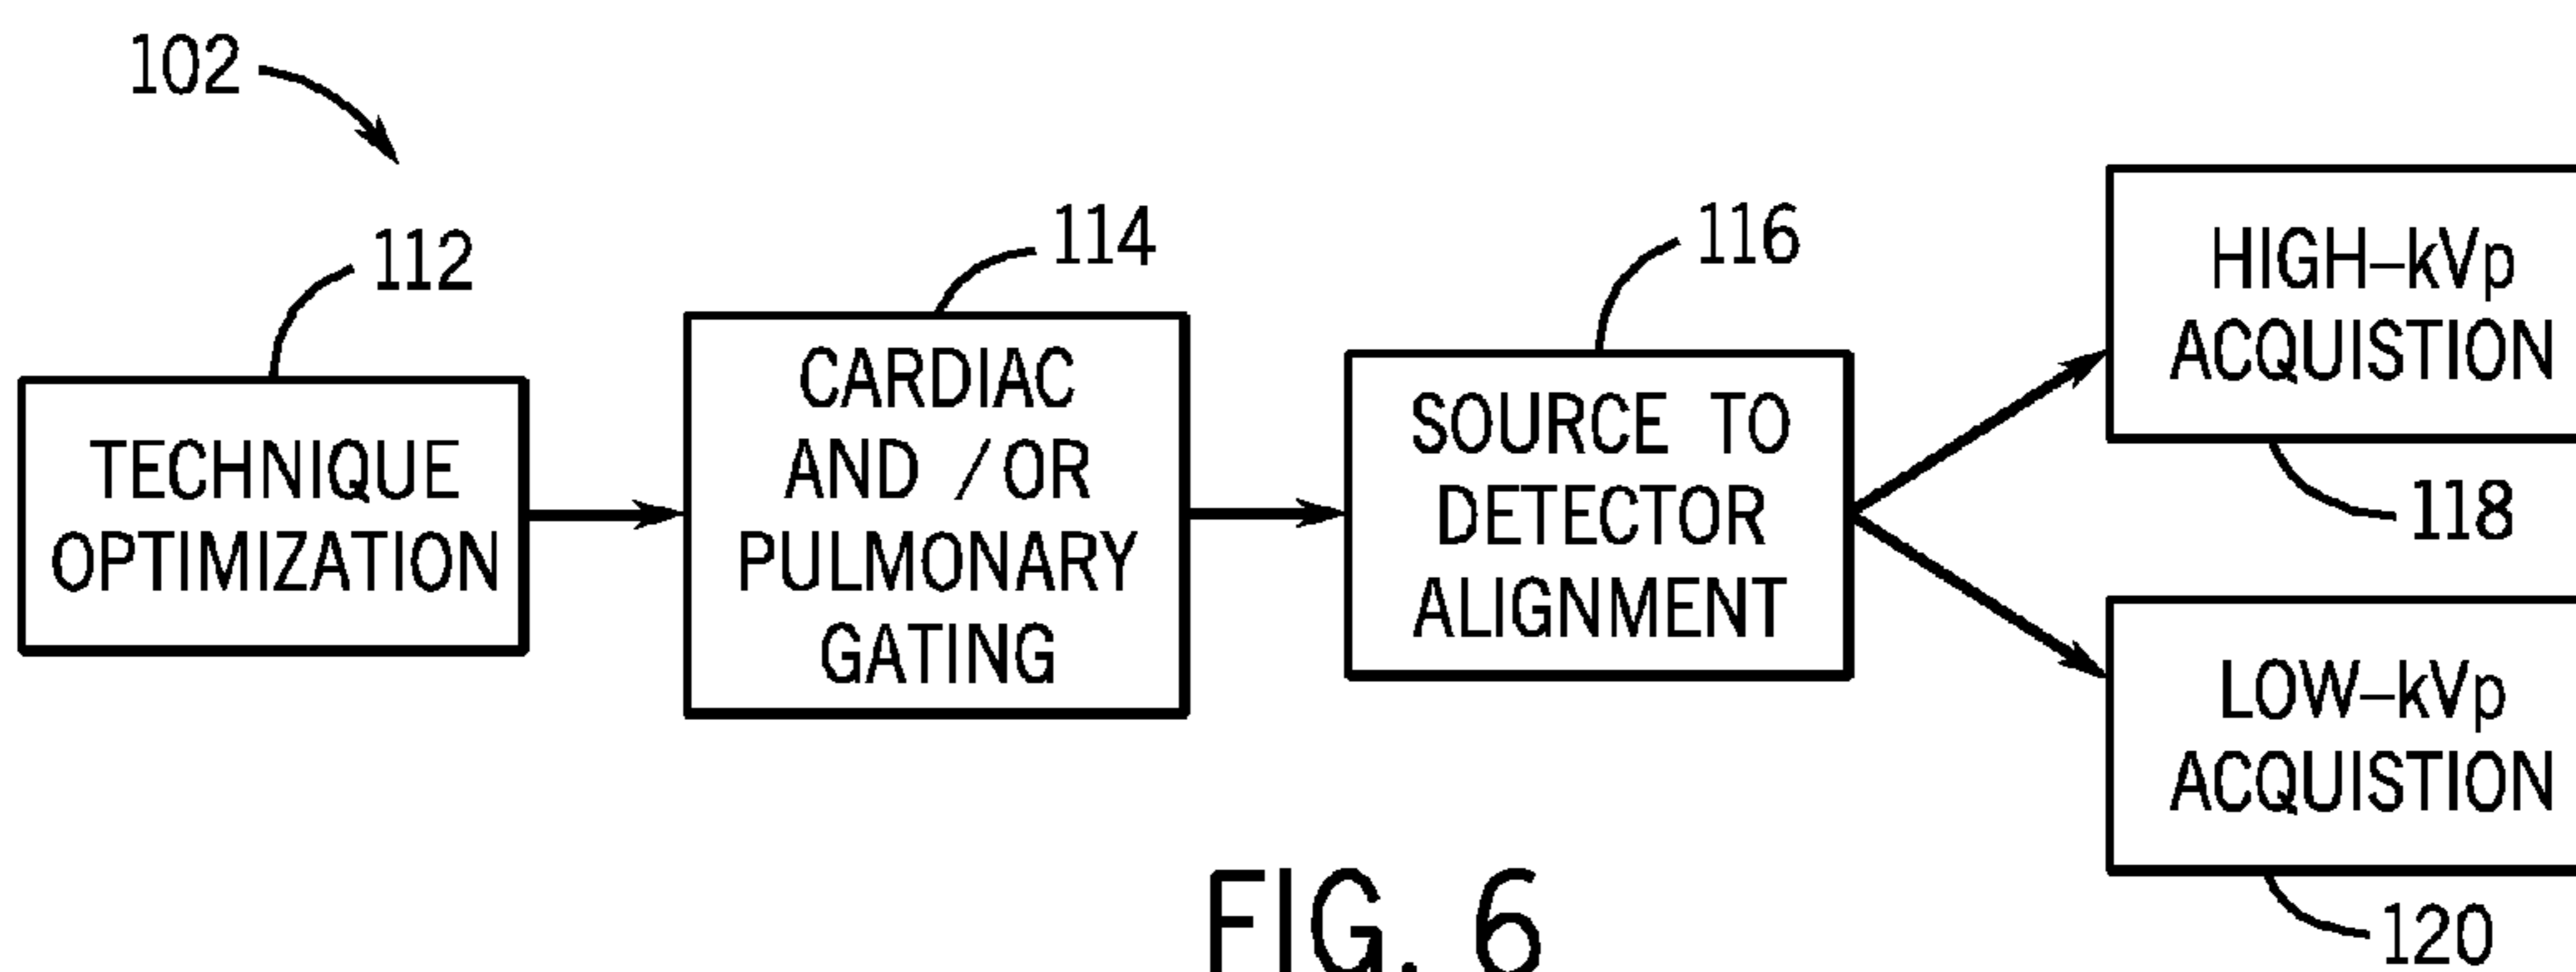 102
112
TECHNIQUE
OPTIMIZATION
114
CARDIAC
AND /OR
PULMONARY
GATING
116
SOURCE TO
DETECTOR
ALIGNMENT
HIGH–kVp
ACQUISTION
118
LOW–kVp
ACQUISTION
120
FIG. 6